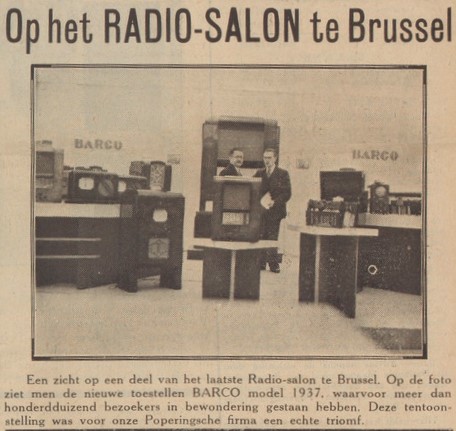 Op het RADIO-SALON te Brussel
BARCO
BARCO
Een zicht op een deel van het laatste Radio-salon te Brussel. Op de foto
ziet men de nieuwe toestellen BARCO model 1937, waarvoor meer dan
honderdduizend bezoekers in bewondering gestaan hebben. Deze tentoon-
stelling was voor onze Poperingsche firma een echte triomf.